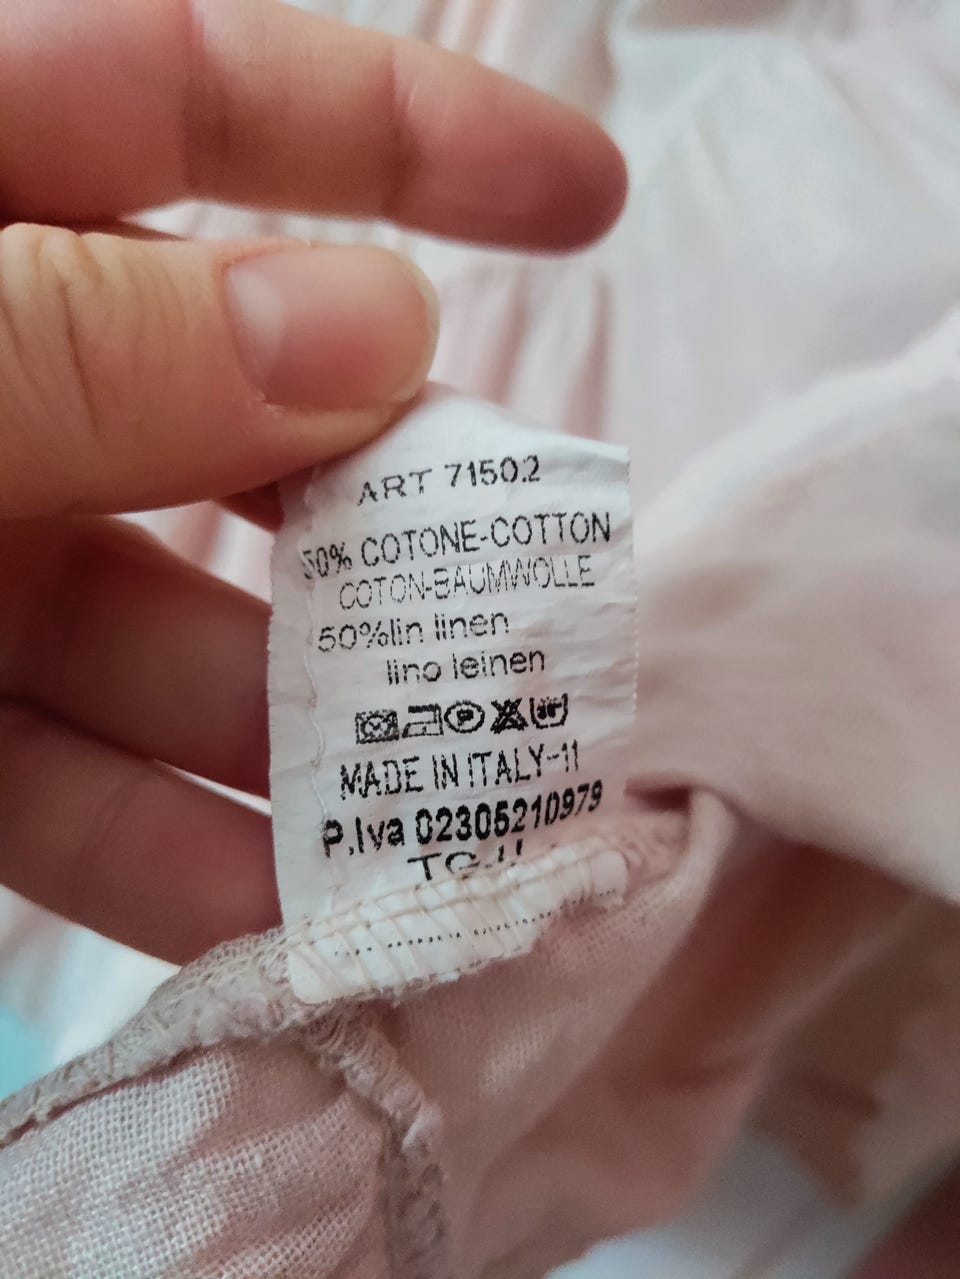 ART 7150.2
50% COTONE-COTTON
COTON-BAUMWOLLE
50%lin linen
lino leinen
MADE IN ITALY-11
P.Iva 02305210979